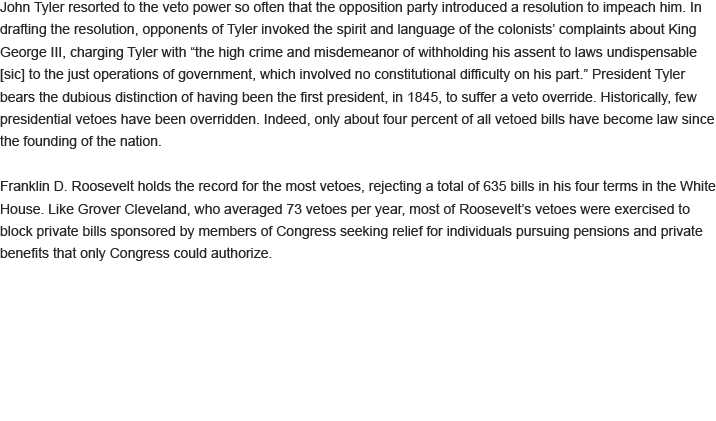 John Tyler resorted to the veto power so often that the opposition party introduced a resolution to impeach him. In
drafting the resolution, opponents of Tyler invoked the spirit and language of the colonists’ complaints about King
George III, charging Tyler with “the high crime and misdemeanor of withholding his assent to laws undispensable
[sic] to the just operations of government, which involved no constitutional difficulty on his part.” President Tyler
bears the dubious distinction of having been the first president, in 1845, to suffer a veto override. Historically, few
presidential vetoes have been overridden. Indeed, only about four percent of all vetoed bills have become law since
the founding of the nation.

Franklin D. Roosevelt holds the record for the most vetoes, rejecting a total of 635 bills in his four terms in the White
House. Like Grover Cleveland, who averaged 73 vetoes per year, most of Roosevelt’s vetoes were exercised to
block private bills sponsored by members of Congress seeking relief for individuals pursuing pensions and private
benefits that only Congress could authorize.